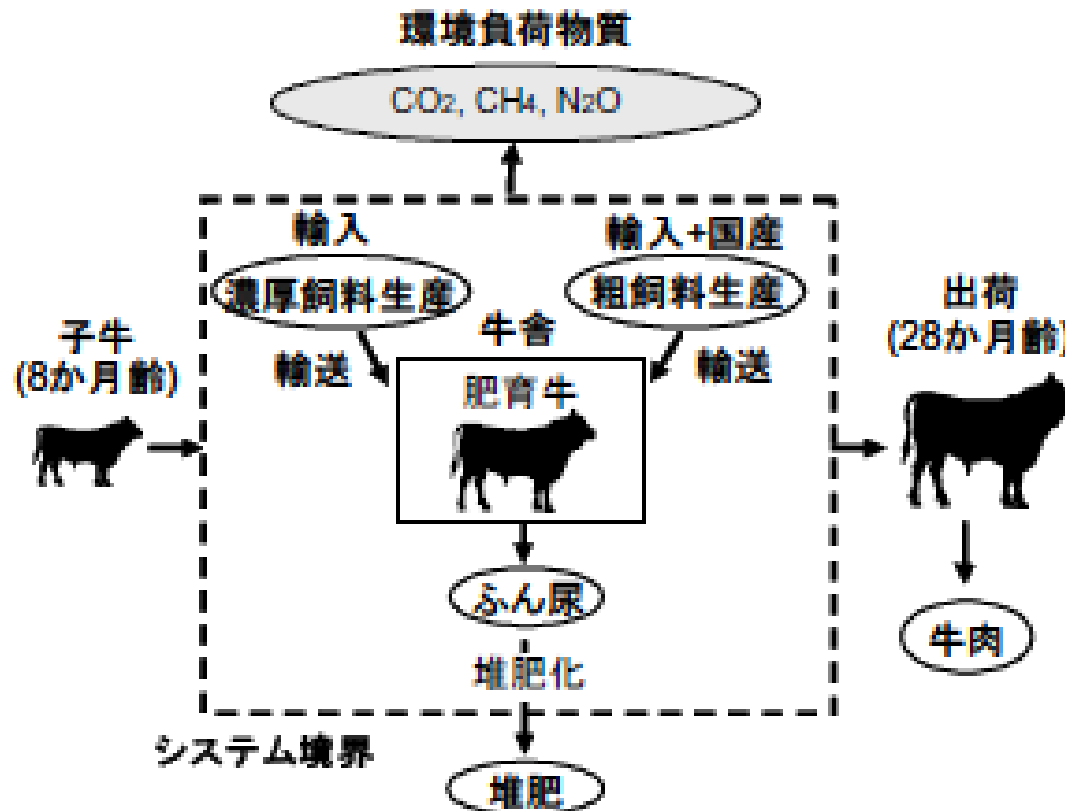 環境負荷物質
CO2, CH4, N2O
輸入
輸入+国産
濃厚飼料生産
粗飼料生産
出荷
(28か月齢)
子牛
(8か月齢)
牛舎
輸送
輸送
肥育牛
ふん尿
牛肉
堆肥化
システム境界
堆肥